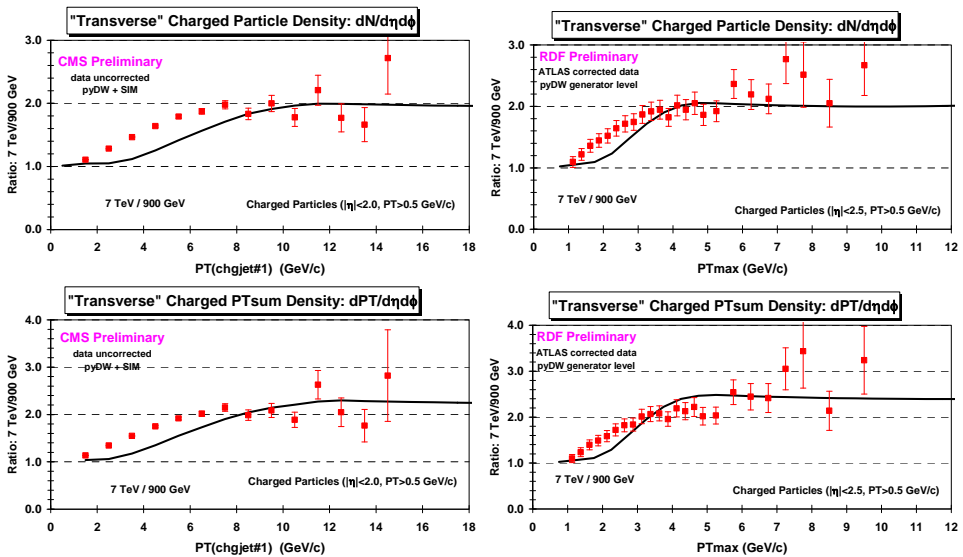 "Transverse" Charged Particle Density: dN/dηdϕ
3.0
2.0
1.0
0.0
Ratio: 7 TeV/900 GeV
CMS Preliminary
data uncorrected
pyDW + SIM
7 TeV / 900 GeV
Charged Particles (|η|<2.0, PT>0.5 GeV/c)
0 2 4 6 8 10 12 14 16 18
PT(chgjet#1) (GeV/c)
"Transverse" Charged Particle Density: dN/dηdϕ
3.0
2.0
1.0
0.0
Ratio: 7 TeV/900 GeV
RDF Preliminary
ATLAS corrected data
pyDW generator level
7 TeV / 900 GeV
Charged Particles (|η|<2.5, PT>0.5 GeV/c)
0 1 2 3 4 5 6 7 8 9 10 11 12
PTmax (GeV/c)
"Transverse" Charged PTsum Density: dPT/dηdϕ
4.0
3.0
2.0
1.0
0.0
Ratio: 7 TeV/900 GeV
CMS Preliminary
data uncorrected
pyDW + SIM
7 TeV / 900 GeV
Charged Particles (|η|<2.0, PT>0.5 GeV/c)
0 2 4 6 8 10 12 14 16 18
PT(chgjet#1) (GeV/c)
"Transverse" Charged PTsum Density: dPT/dηdϕ
4.0
3.0
2.0
1.0
0.0
Ratio: 7 TeV/900 GeV
RDF Preliminary
ATLAS corrected data
pyDW generator level
7 TeV / 900 GeV
Charged Particles (|η|<2.5, PT>0.5 GeV/c)
0 1 2 3 4 5 6 7 8 9 10 11 12
PTmax (GeV/c)